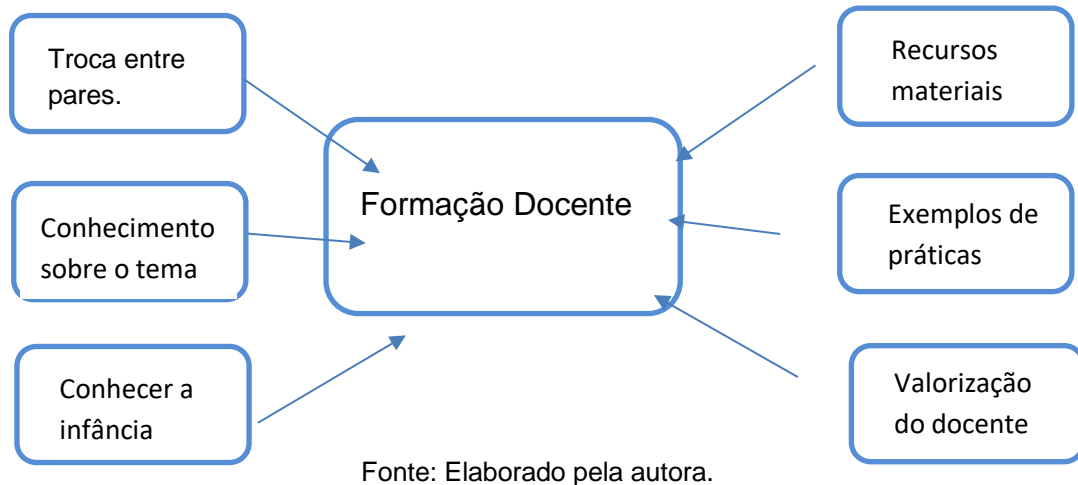 Troca entre
pares.
Conhecimento
sobre o tema
Conhecer a
infância
Formação Docente
Recursos
materiais
Exemplos de
práticas
Valorização
do docente
Fonte: Elaborado pela autora.